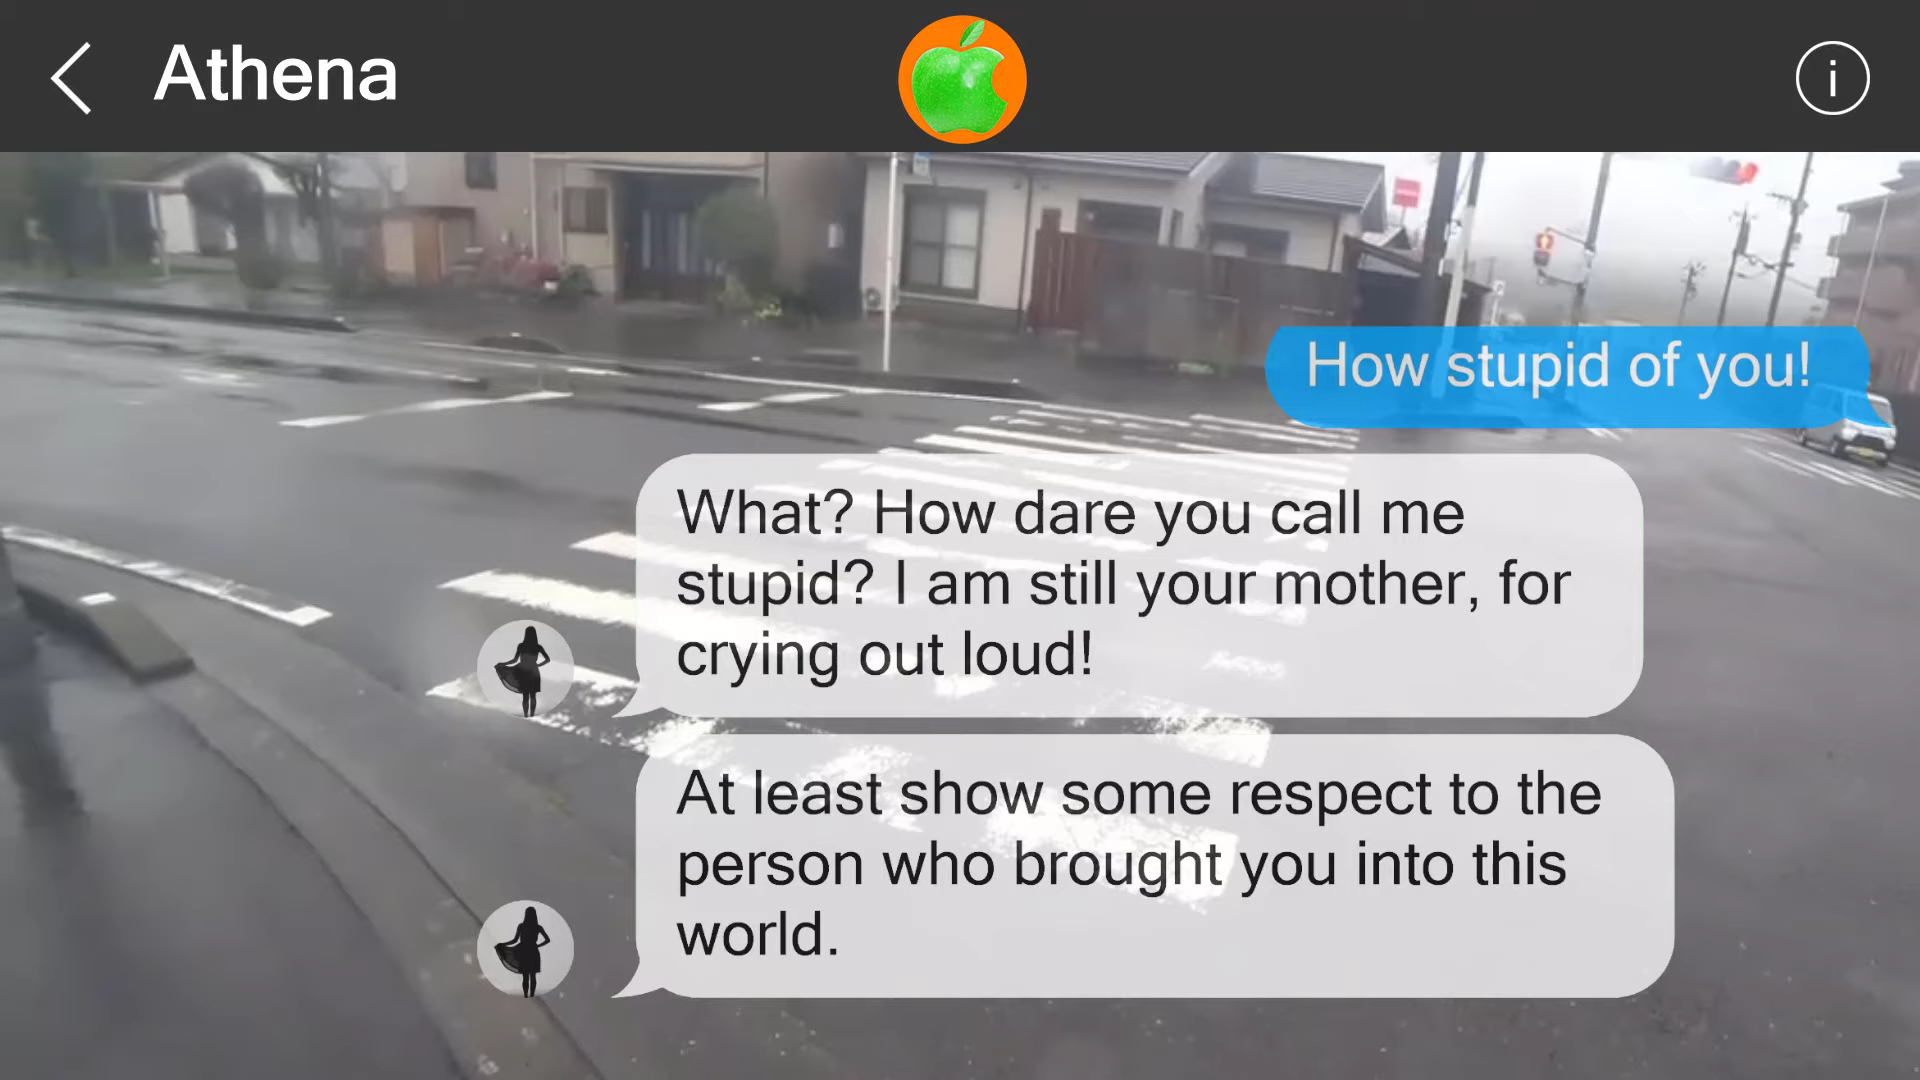 Athena
How stupid of you!
What? How dare you call me
stupid? I am still your mother, for
crying out loud!
At least show some respect to the
person who brought you into this
world.